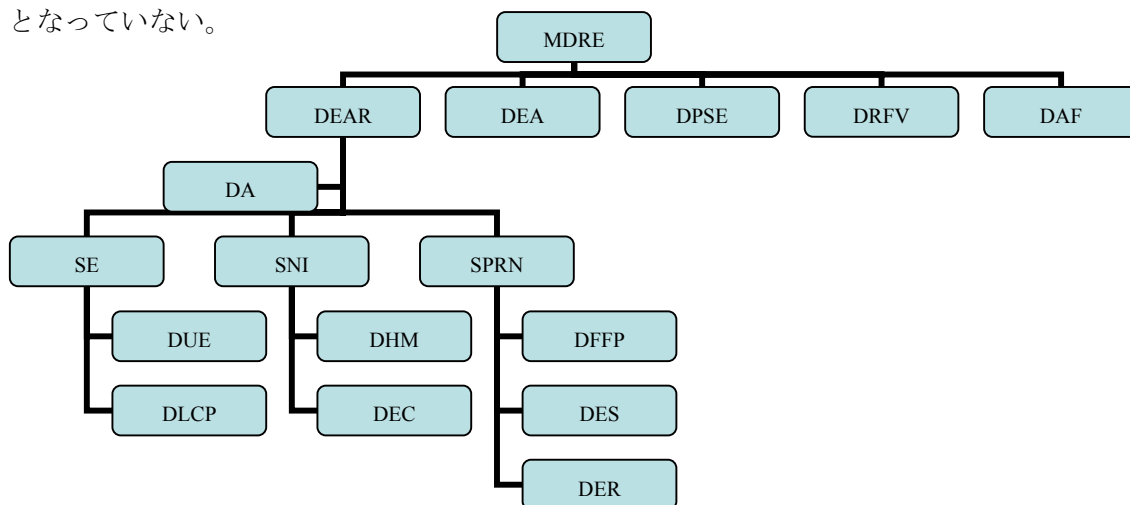 となっていない。
MDRE
DEAR DEA DPSE DRFV DAF
DA
SE SNI SPRN
DUE DHM DFFP
DLCP DEC DES
DER